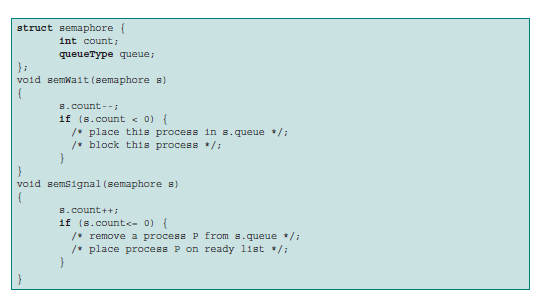 struct semaphore {
int count;
queueType queue;
};
void semWait(semaphore s)
{
s.count--;
if (s.count < 0) {
/* place this process in s.queue */;
/* block this process */;
}
}
void semSignal(semaphore s)
{
s.count++;
if (s.count<= 0) {
/* remove a process P from s.queue */;
/* place process P on ready list */;
}
}